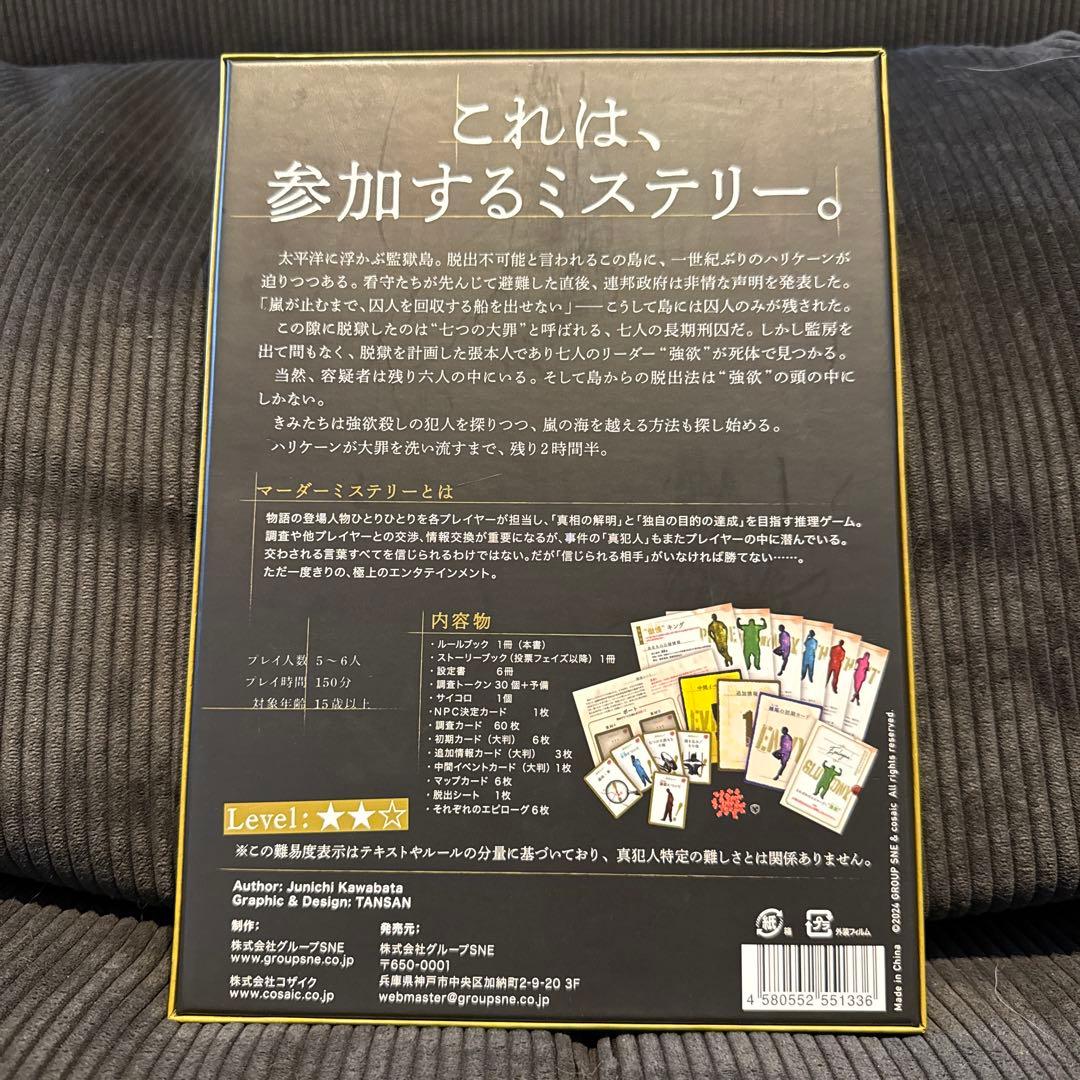 これは、
参加するミステリー。
太平洋に浮かぶ監獄島。脱出不可能と言われるこの島に、一世紀ぶりのハリケーンが
迫りつつある。看守たちが先んじて避難した直後、連邦政府は非情な声明を発表した。
「嵐が止むまで、囚人を回収する船を出せない」――こうして島には囚人のみが残された。
この隙に脱獄したのは“七つの大罪”と呼ばれる、七人の長期刑囚だ。しかし監房を
出て間もなく、脱獄を計画した張本人であり七人のリーダー“強欲”が死体で見つかる。
当然、容疑者は残り六人の中にいる。そして島からの脱出法は“強欲”の頭の中に
しかない。
きみたちは強欲殺しの犯人を探りつつ、嵐の海を越える方法も探し始める。
ハリケーンが大罪を洗い流すまで、残り2時間半。
マーダーミステリーとは
物語の登場人物ひとりひとりを各プレイヤーが担当し、「真相の解明」と「独自の目的の達成」を目指す推理ゲーム。
調査や他プレイヤーとの交渉、情報交換が重要になるが、事件の「真犯人」もまたプレイヤーの中に潜んでいる。
交わされる言葉すべてを信じられるわけではない。だが「信じられる相手」がいなければ勝てない……。
ただ一度きりの、極上のエンタテインメント。
プレイ人数 5〜6人
プレイ時間 150分
対象年齢 15歳以上
内容物
・ルールブック 1冊（本書）
・ストーリーブック（投票フェイズ以降） 1冊
・設定書 6冊
・調査トークン 30個＋予備
・サイコロ 1個
・NPC決定カード 1枚
・調査カード 60枚
・初期カード（大判） 6枚
・追加情報カード（大判） 3枚
・中間イベントカード（大判）1枚
・マップカード 6枚
・脱出シート 1枚
・それぞれのエピローグ 6枚
“傲慢”キング
追加情報
ENVY
Level:★★☆
※この難易度表示はテキストやルールの分量に基づいており、真犯人特定の難しさとは関係ありません。
Author: Junichi Kawabata
Graphic & Design: TANSAN
制作：
株式会社グループSNE
www.groupsne.co.jp
株式会社コザイク
www.cosaic.co.jp
発売元：
株式会社グループSNE
〒650-0001
兵庫県神戸市中央区加納町2-9-20 3F
webmaster@groupsne.co.jp
紙 箱
プラ 外装フィルム
4 580552 551336
Made in China ©2024 GROUP SNE & cosaic All rights reserved.